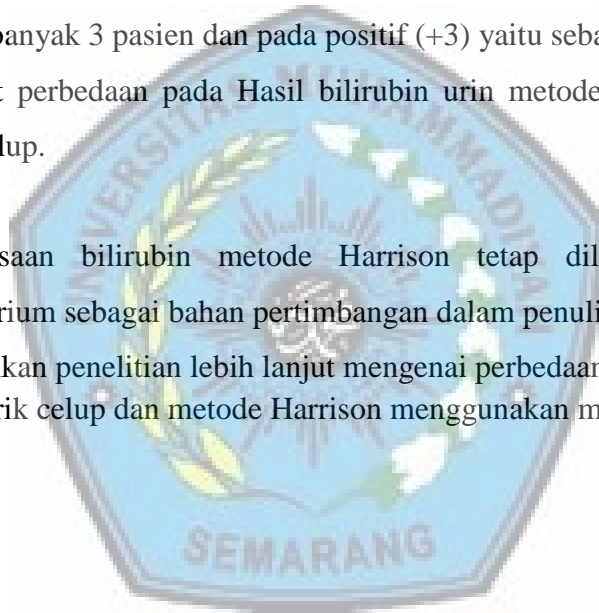 banyak 3 pasien dan pada positif (+3) yaitu seba
perbedaan pada Hasil bilirubin urin metode
lup.
saan bilirubin metode Harrison tetap dil
rium sebagai bahan pertimbangan dalam penuli
kan penelitian lebih lanjut mengenai perbedaan
rik celup dan metode Harrison menggunakan m
UNIVERSITAS MUHAMMADIYAH
SEMARANG